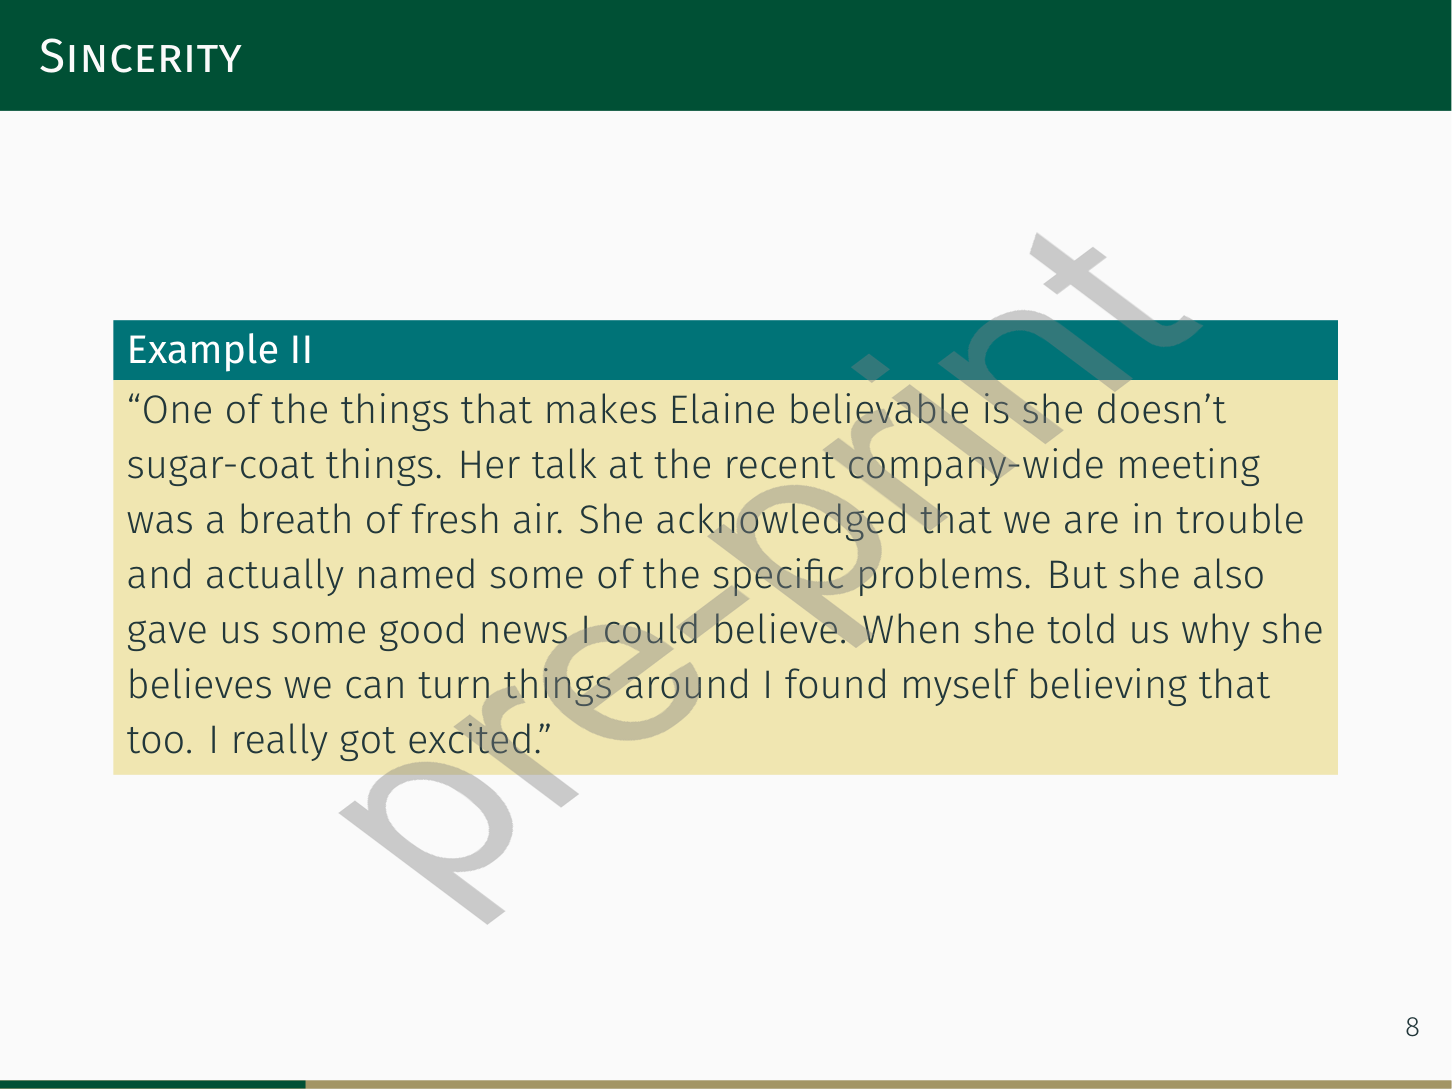 Sincerity
Example II
“One of the things that makes Elaine believable is she doesn’t
sugar-coat things. Her talk at the recent company-wide meeting
was a breath of fresh air. She acknowledged that we are in trouble
and actually named some of the specific problems. But she also
gave us some good news I could believe. When she told us why she
believes we can turn things around I found myself believing that
too. I really got excited.”
pre-print
8